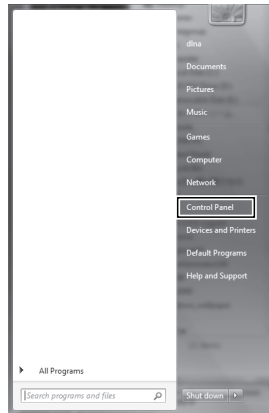 dlna
Documents
Pictures
Music
Games
Computer
Network
Control Panel
Devices and Printers
Default Programs
Help and Support
All Programs
Search programs and files
Shut down